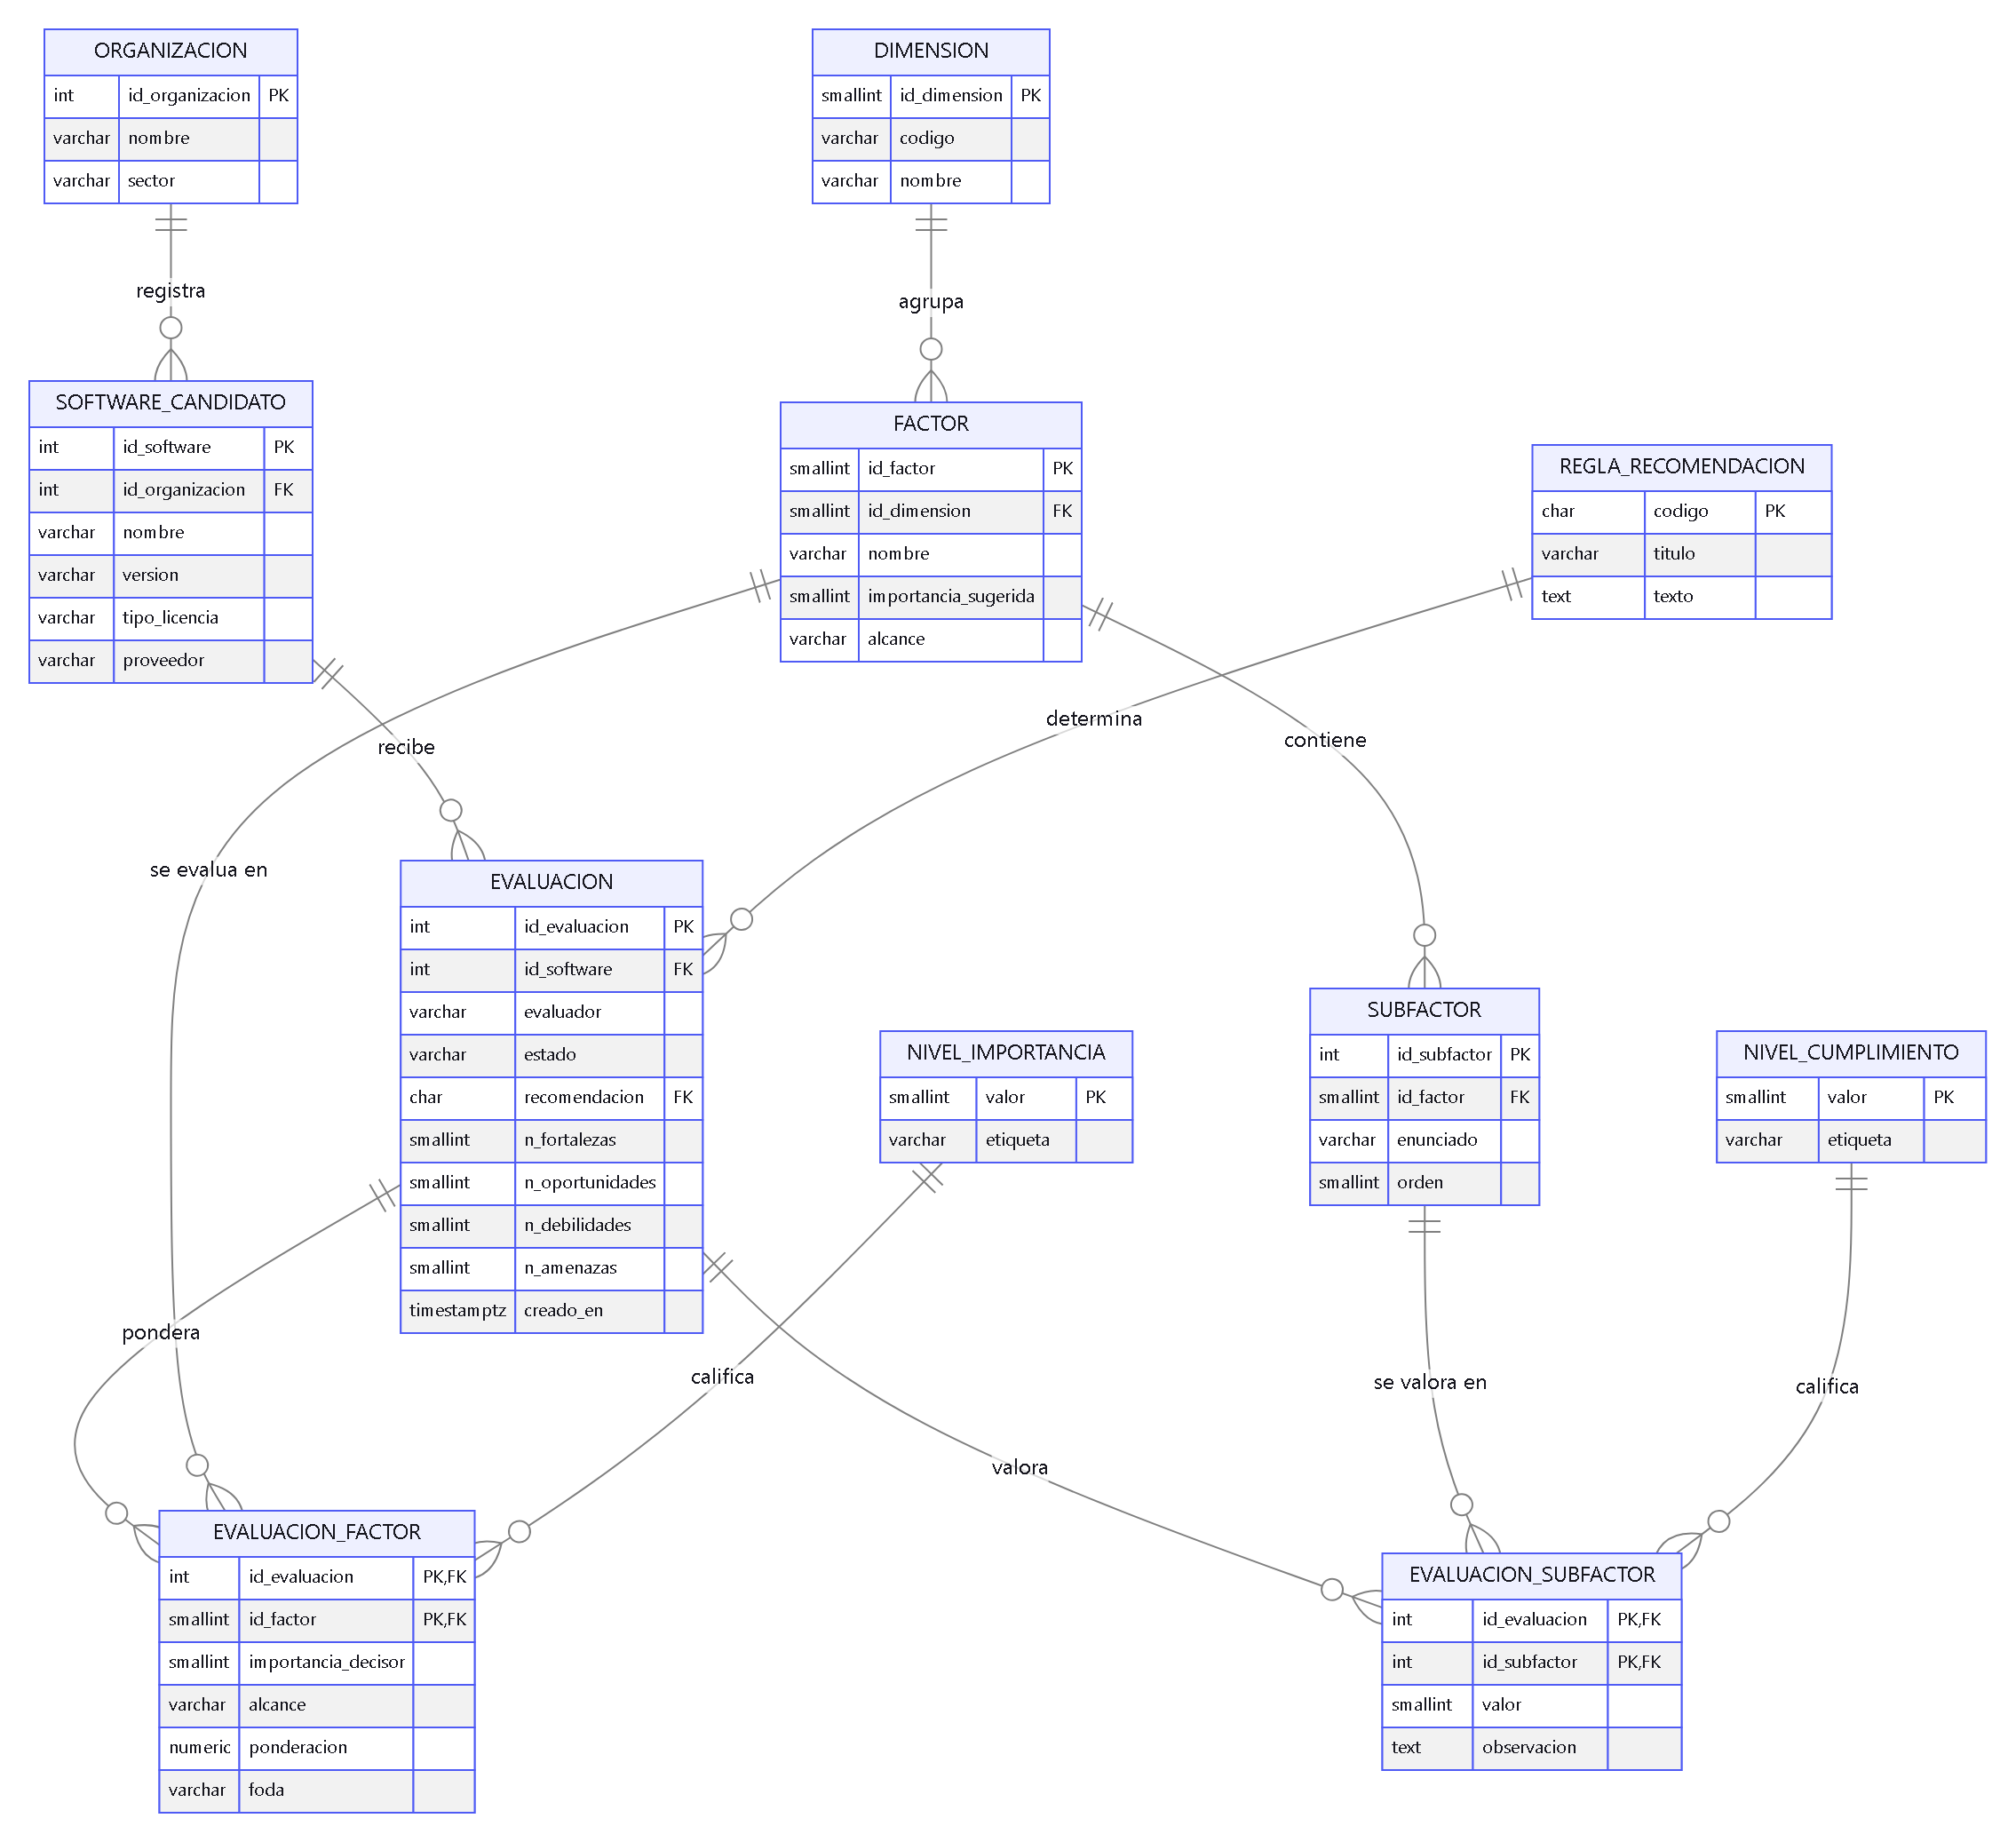 ORGANIZACION
int id_organizacion PK
varchar nombre
varchar sector
DIMENSION
smallint id_dimension PK
varchar codigo
varchar nombre
registra
agrupa
SOFTWARE_CANDIDATO
int id_software PK
int id_organizacion FK
varchar nombre
varchar version
varchar tipo_licencia
varchar proveedor
FACTOR
smallint id_factor PK
smallint id_dimension FK
varchar nombre
smallint importancia_sugerida
varchar alcance
REGLA_RECOMENDACION
char codigo PK
varchar titulo
text texto
determina
contiene
recibe
se evalua en
EVALUACION
int id_evaluacion PK
int id_software FK
varchar evaluador
varchar estado
char recomendacion FK
smallint n_fortalezas
smallint n_oportunidades
smallint n_debilidades
smallint n_amenazas
timestamptz creado_en
NIVEL_IMPORTANCIA
smallint valor PK
varchar etiqueta
SUBFACTOR
int id_subfactor PK
smallint id_factor FK
varchar enunciado
smallint orden
NIVEL_CUMPLIMIENTO
smallint valor PK
varchar etiqueta
pondera
califica
se valora en
califica
valora
EVALUACION_FACTOR
int id_evaluacion PK,FK
smallint id_factor PK,FK
smallint importancia_decisor
varchar alcance
numeric ponderacion
varchar foda
EVALUACION_SUBFACTOR
int id_evaluacion PK,FK
int id_subfactor PK,FK
smallint valor
text observacion